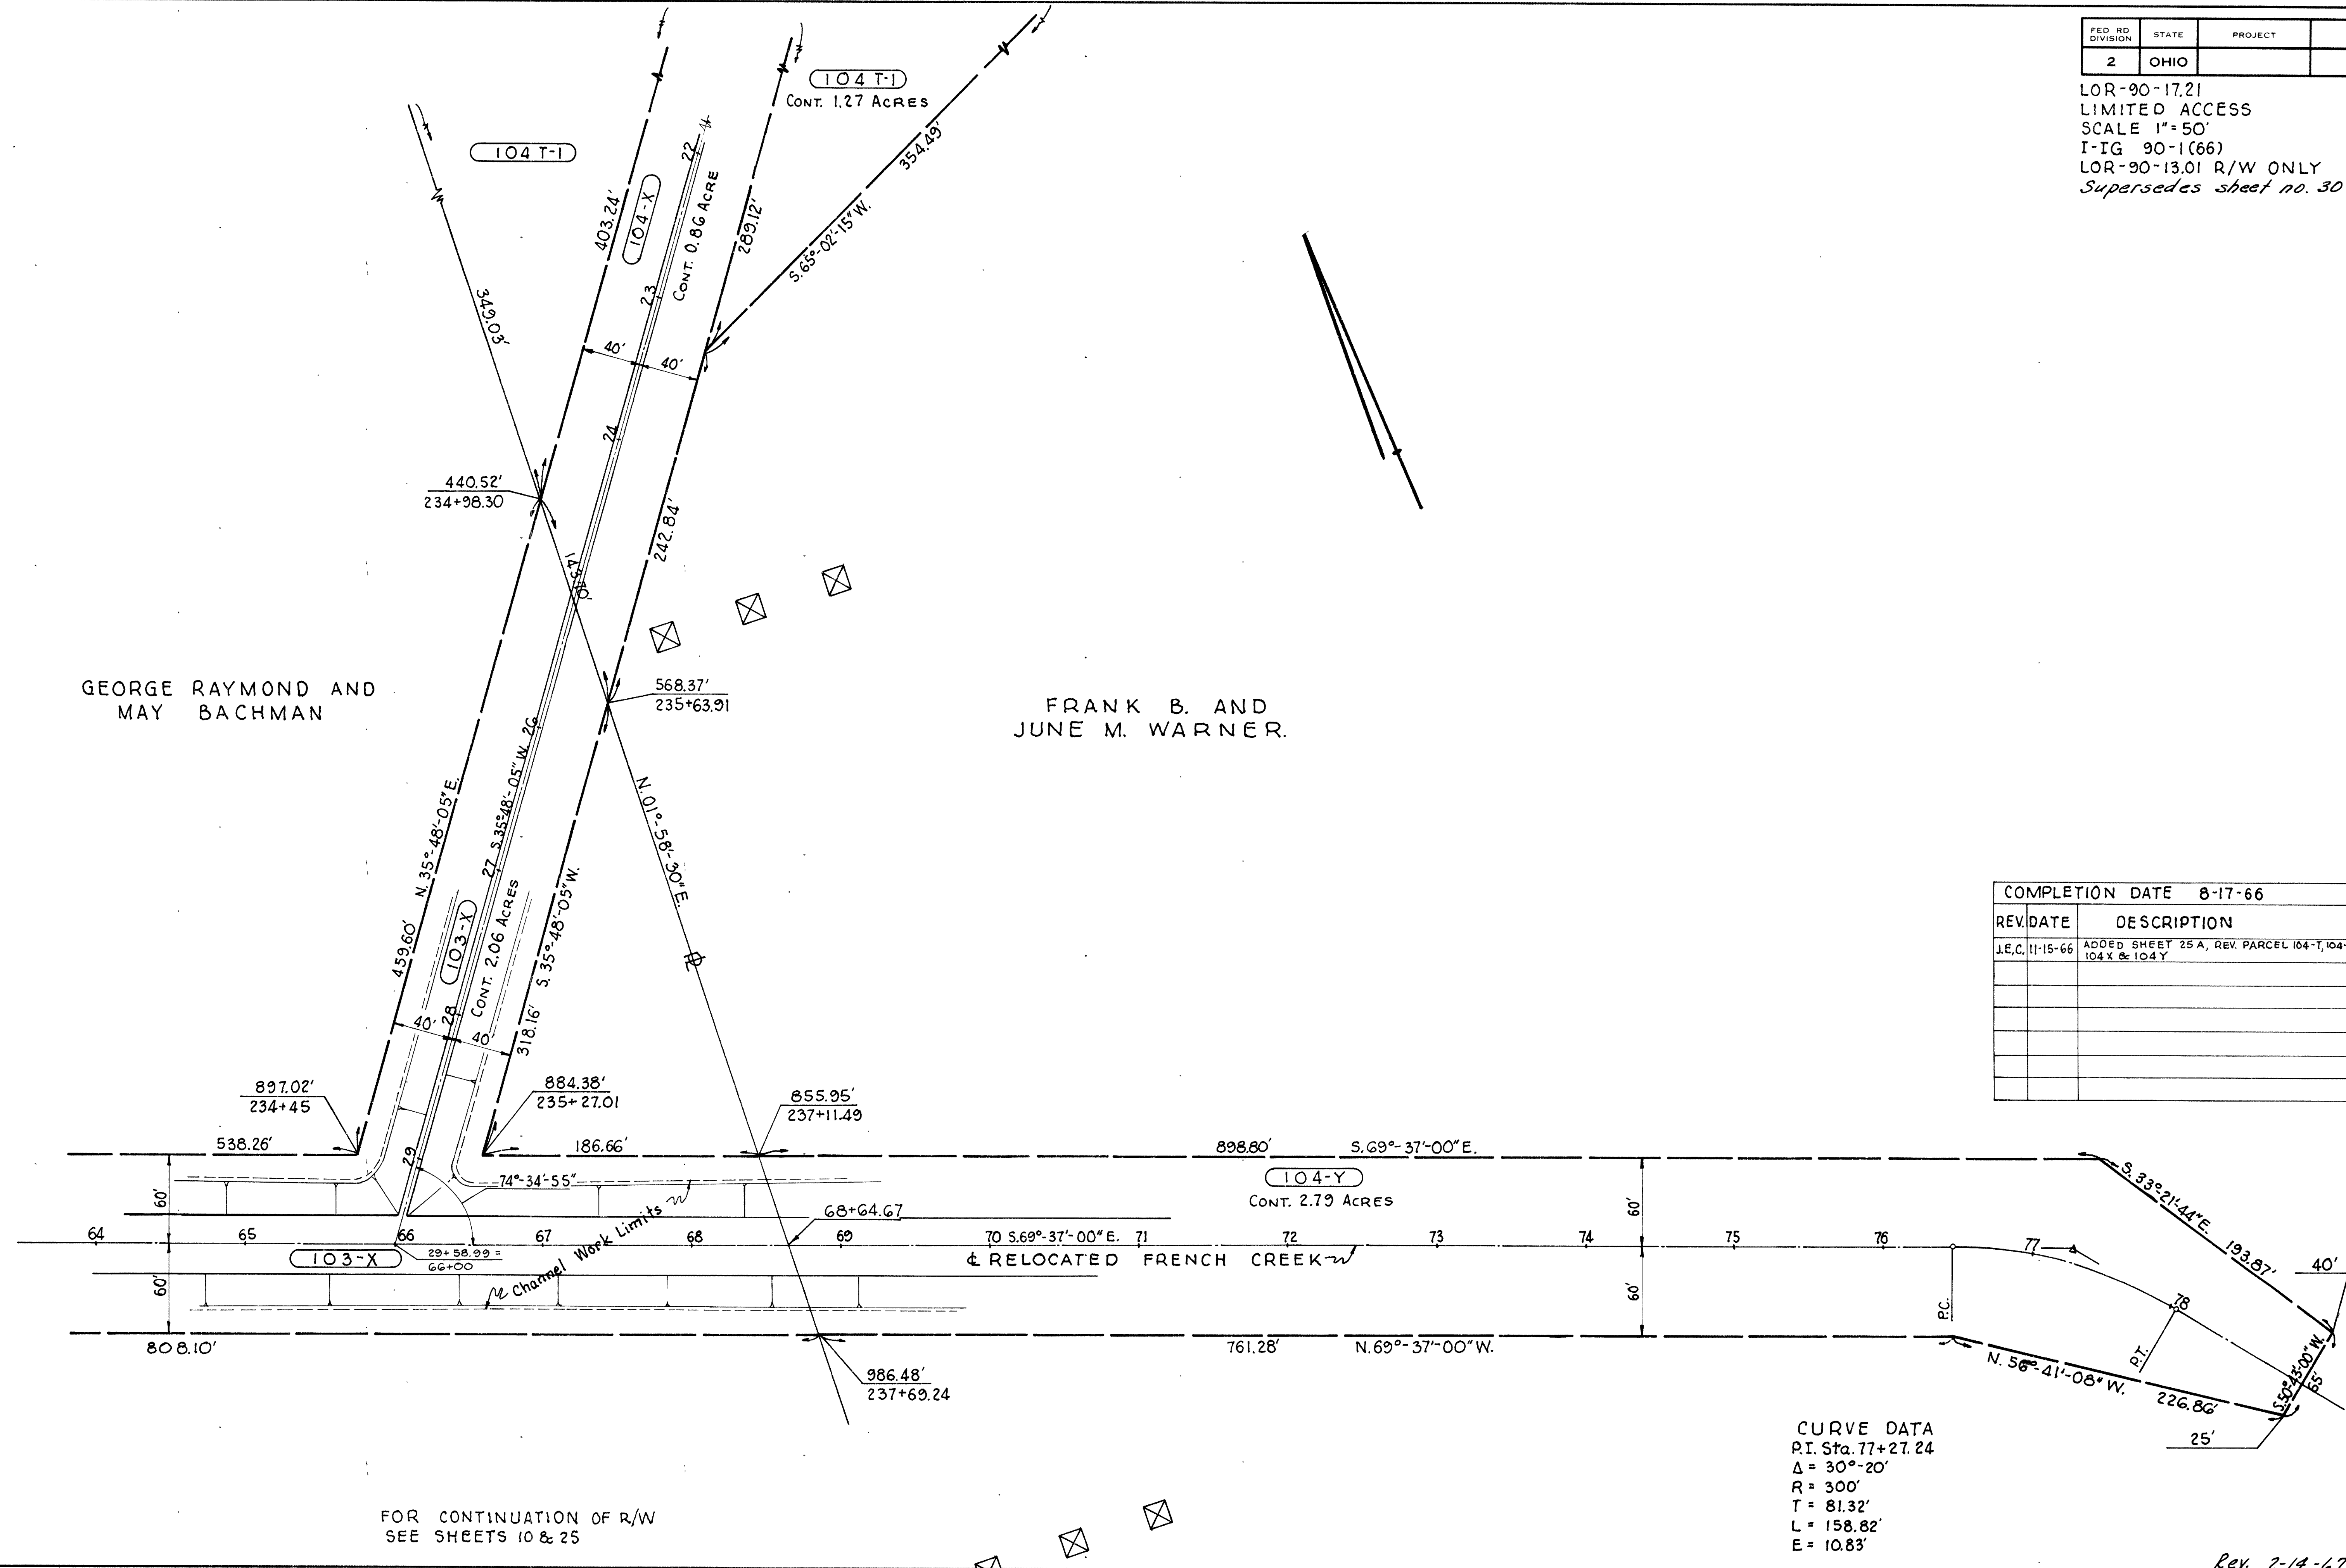 FED RD DIVISION
STATE
PROJECT
2
OHIO
LOR-90-17.21
LIMITED ACCESS
SCALE 1"=50'
I-IG 90-1(66)
LOR-90-13.01 R/W ONLY
Supersedes sheet no. 30
104 T-1
CONT. 1.27 ACRES
104 T-1
403.24'
104-X
22
CONT. 0.86 ACRE
289.12'
354.49'
S.65°-02'-15"W.
349.03'
23
40'
40'
24
440.52'
234+98.30
242.84'
568.37'
235+63.91
GEORGE RAYMOND AND
MAY BACHMAN
FRANK B. AND
JUNE M. WARNER.
26
S.35°-48'-05"W.
N.35°-48'-05"E.
459.60'
27
N.01°-58'-30"E.
103-X
CONT. 2.06 ACRES
S.35°-48'-05"W.
318.16'
28
40'
40'
COMPLETION DATE 8-17-66
REV. DATE DESCRIPTION
J.E.C. 11-15-66 ADDED SHEET 25 A, REV. PARCEL 104-T, 104-
104 X & 104 Y
897.02'
234+45
884.38'
235+27.01
855.95'
237+11.49
538.26'
186.66'
898.80'
S.69°-37'-00"E.
29
74°-34'-55"
104-Y
CONT. 2.79 ACRES
S.33°-21'-44"E.
193.87'
40'
60'
60'
68+64.67
64
65
66
67
68
69
70 S.69°-37'-00"E.
71
72
73
74
75
76
77
78
103-X
29+58.99 =
66+00
Channel Work Limits
℄ RELOCATED FRENCH CREEK
60'
60'
P.C.
P.T.
808.10'
761.28'
N.69°-37'-00"W.
N.56°-41'-08"W.
226.86'
S.50°-43'-00"W.
65'
25'
986.48'
237+69.24
CURVE DATA
P.I. Sta. 77+27.24
Δ = 30°-20'
R = 300'
T = 81.32'
L = 158.82'
E = 10.83'
FOR CONTINUATION OF R/W
SEE SHEETS 10 & 25
Rev. 2-14-67